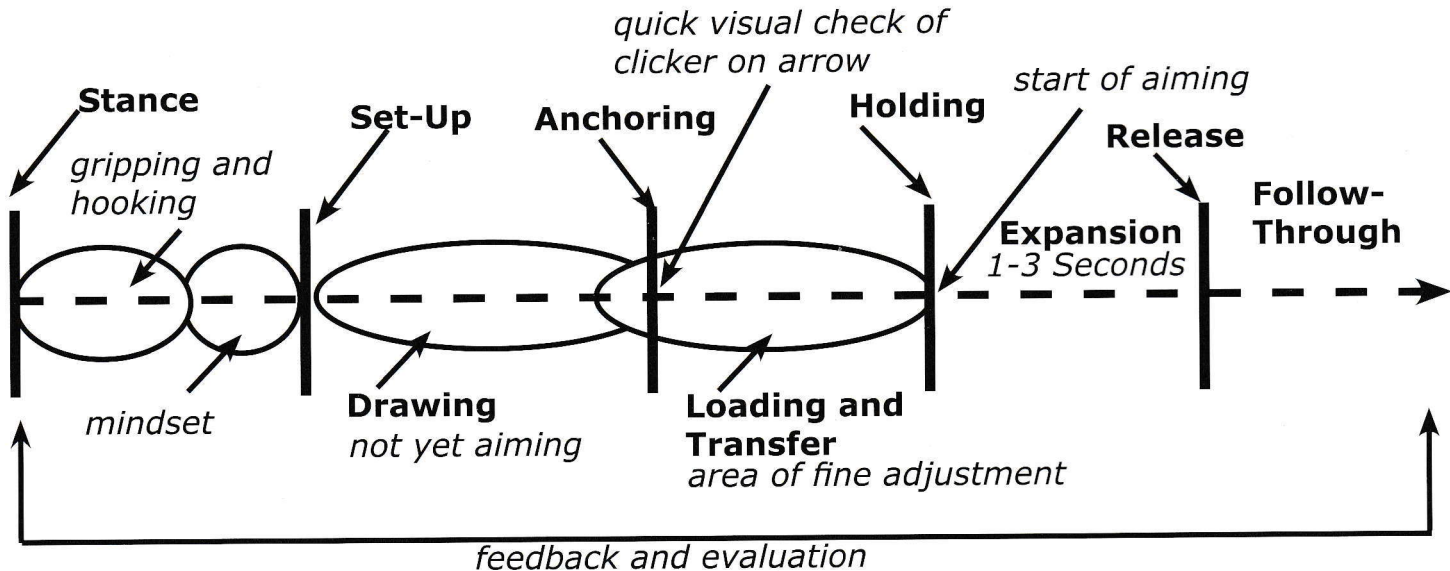 quick visual check of
clicker on arrow
start of aiming
Stance
Set-Up
Anchoring
Holding
Release
gripping and
hooking
Follow-
Through
Expansion
1-3 Seconds
mindset
Drawing
not yet aiming
Loading and
Transfer
area of fine adjustment
feedback and evaluation